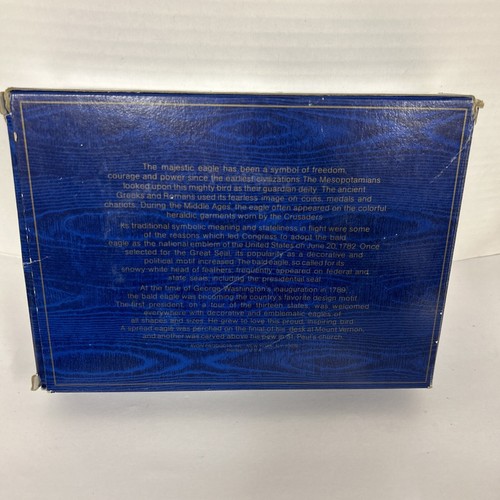 The majestic eagle has been a symbol of freedom,
courage and power since the earliest civilizations. The Mesopotamians
looked upon this mighty bird as their guardian deity. The ancient
Greeks and Romans used its fearless image on coins, medals and
chariots. During the Middle Ages, the eagle often appeared on the colorful
heraldic garments worn by the Crusaders.
Its traditional symbolic meaning and stateliness in flight were some
of the reasons which led Congress to adopt the bald
eagle as the national emblem of the United States on June 20, 1782. Once
selected for the Great Seal, its popularity as a decorative and
political motif increased. The bald eagle, so called for its
snowy white head of feathers, frequently appeared on federal and
state seals, including the presidential seal.
At the time of George Washington's inauguration in 1789,
the bald eagle was becoming the country's favorite design motif.
The first president, on a tour of the thirteen states, was welcomed
everywhere with decorative and emblematic eagles of
all shapes and sizes. He grew to love this proud, inspiring bird.
A spread eagle was perched on the finial of his desk at Mount Vernon,
and another was carved above his pew in St. Paul's church.